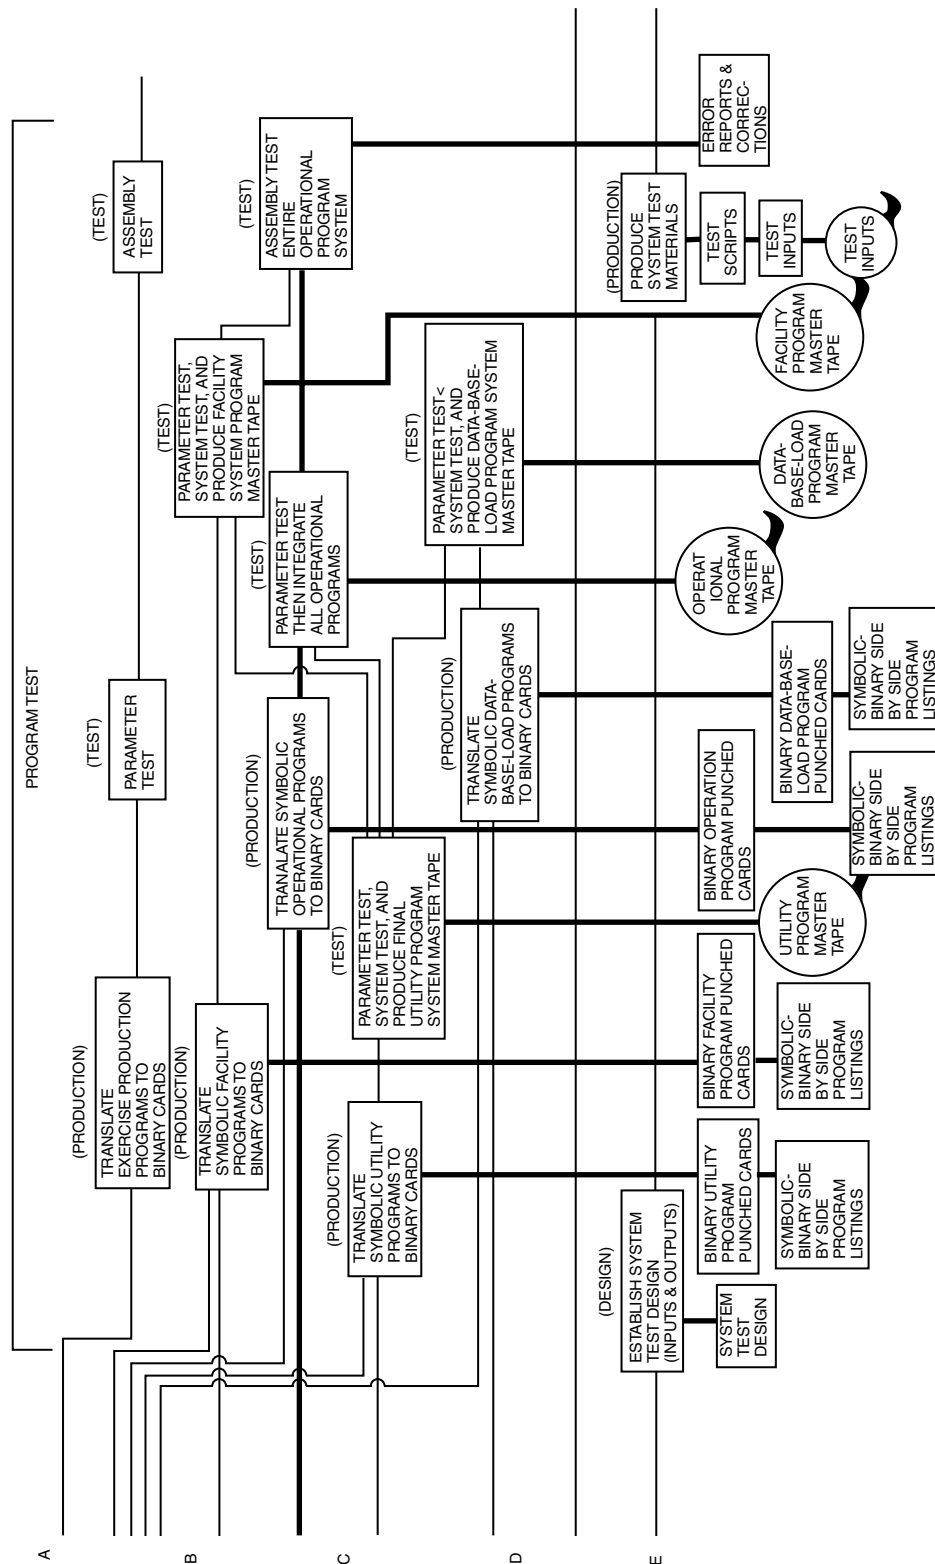 PROGRAM TEST
A
B
C
D
E
(PRODUCTION)
TRANSLATE
EXERCISE PRODUCTION
PROGRAMS TO
BINARY CARDS
(TEST)
PARAMETER
TEST
(TEST)
ASSEMBLY
TEST
(PRODUCTION)
TRANSLATE
SYMBOLIC FACILITY
PROGRAMS TO
BINARY CARDS
(TEST)
PARAMETER TEST,
SYSTEM TEST, AND
PRODUCE FACILITY
SYSTEM PROGRAM
MASTER TAPE
(PRODUCTION)
TRANALATE SYMBOLIC
OPERATIONAL PROGRAMS
TO BINARY CARDS
(TEST)
PARAMETER TEST
THEN INTEGRATE
ALL OPERATIONAL
PROGRAMS
(TEST)
ASSEMBLY TEST
ENTIRE
OPERATIONAL
PROGRAM
SYSTEM
(PRODUCTION)
TRANSLATE
SYMBOLIC UTILITY
PROGRAMS TO
BINARY CARDS
(TEST)
PARAMETER TEST,
SYSTEM TEST, AND
PRODUCE FINAL
UTILITY PROGRAM
SYSTEM MASTER TAPE
(PRODUCTION)
TRANSLATE
SYMBOLIC DATA-
BASE-LOAD PROGRAMS
TO BINARY CARDS
(TEST)
PARAMETER TEST<
SYSTEM TEST, AND
PRODUCE DATA-BASE-
LOAD PROGRAM SYSTEM
MASTER TAPE
(DESIGN)
ESTABLISH SYSTEM
TEST DESIGN
(INPUTS & OUTPUTS)
SYSTEM
TEST
DESIGN
BINARY UTILITY
PROGRAM
PUNCHED CARDS
SYMBOLIC-
BINARY SIDE
BY SIDE
PROGRAM
LISTINGS
BINARY FACILITY
PROGRAM PUNCHED
CARDS
SYMBOLIC-
BINARY SIDE
BY SIDE
PROGRAM
LISTINGS
UTILITY
PROGRAM
MASTER
TAPE
BINARY OPERATION
PROGRAM PUNCHED
CARDS
SYMBOLIC-
BINARY SIDE
BY SIDE
PROGRAM
LISTINGS
BINARY DATA-BASE-
LOAD PROGRAM
PUNCHED CARDS
SYMBOLIC-
BINARY SIDE
BY SIDE
PROGRAM
LISTINGS
OPERAT
IONAL
PROGRAM
MASTER
TAPE
DATA-
BASE-LOAD
PROGRAM
MASTER
TAPE
FACILITY
PROGRAM
MASTER
TAPE
(PRODUCTION)
PRODUCE
SYSTEM TEST
MATERIALS
TEST
SCRIPTS
TEST
INPUTS
TEST
INPUTS
ERROR
REPORTS &
CORREC-
TIONS